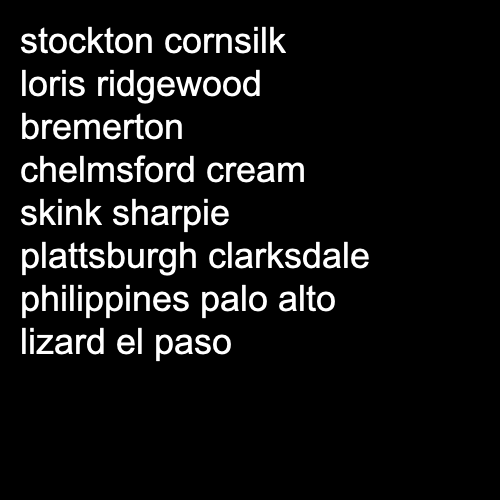 stockton cornsilk
loris ridgewood
bremerton
chelmsford cream
skink sharpie
plattsburgh clarksdale
philippines palo alto
lizard el paso